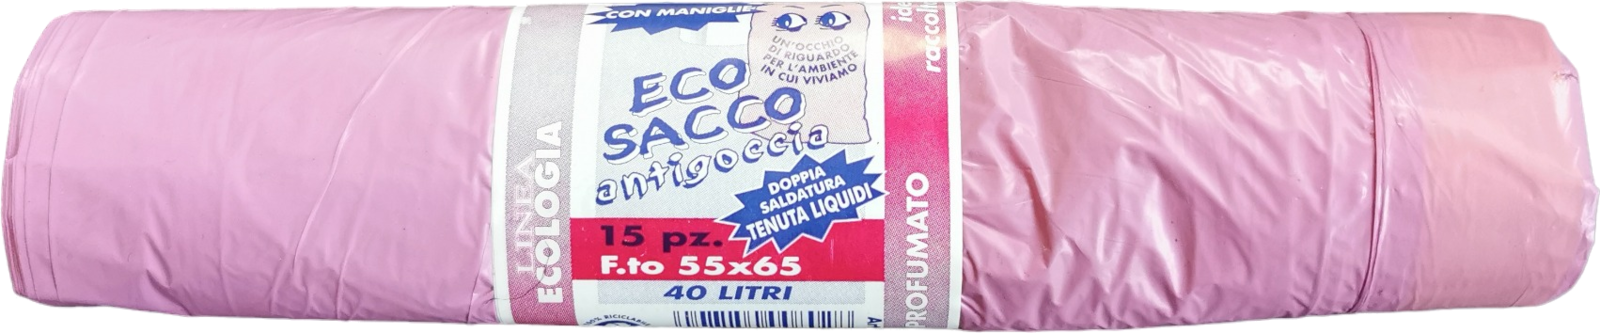 CON MANIGLIE
UN'OCCHIO
DI RIGUARDO
PER L'AMBIENTE
IN CUI VIVIAMO
ECO
SACCO
antigoccia
DOPPIA
SALDATURA
TENUTA LIQUIDI
15 pz.
F.to 55x65
40 LITRI
LINEA
ECOLOGIA
PROFUMATO